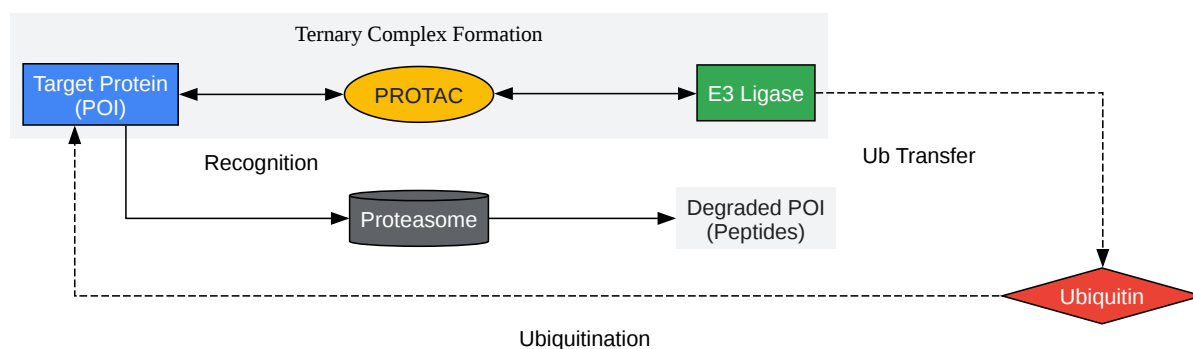 Ternary Complex Formation
Target Protein
(POI)
PROTAC
E3 Ligase
Recognition
Ub Transfer
Proteasome
Degraded POI
(Peptides)
Ubiquitin
Ubiquitination